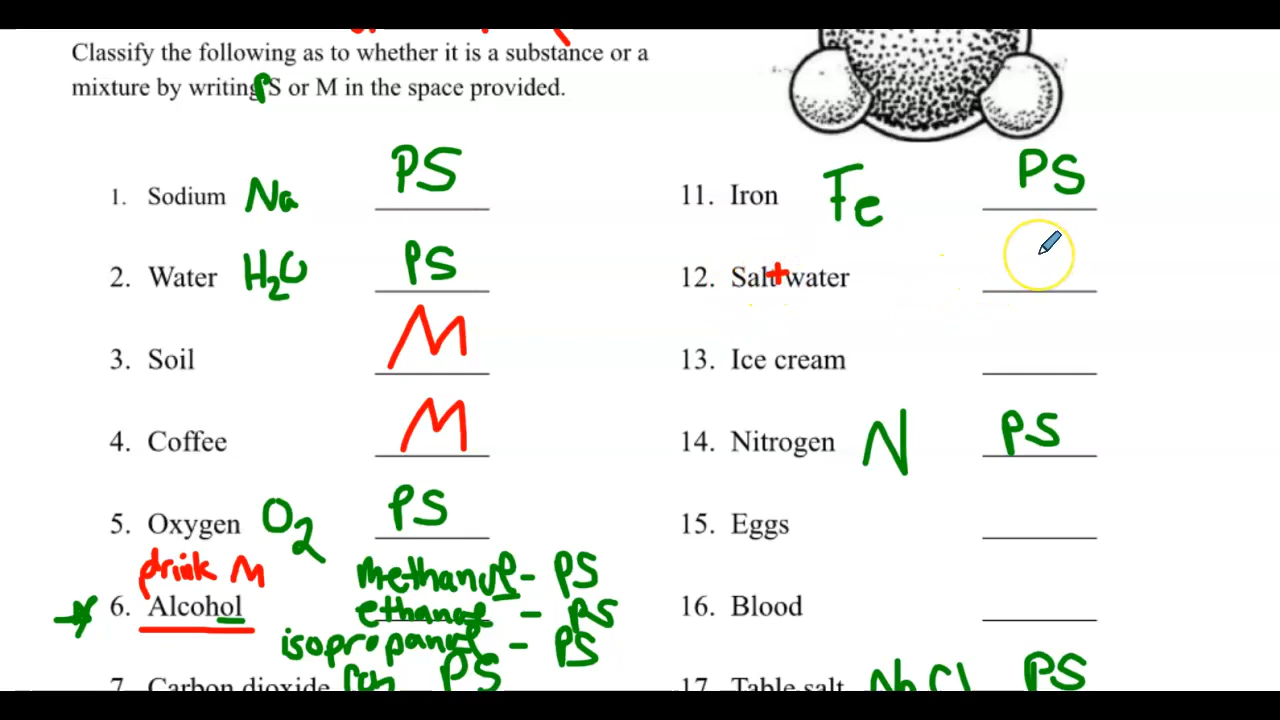 Classify the following as to whether it is a substance or a
mixture by writing PS or M in the space provided.
1. Sodium Na PS
2. Water H2O PS
3. Soil M
4. Coffee M
5. Oxygen O2 PS
drink M
6. Alcohol
methanol - PS
ethanol - PS
isopropanol - PS
7. Carbon dioxide CO2 PS
11. Iron Fe PS
12. Salt+water
13. Ice cream
14. Nitrogen N PS
15. Eggs
16. Blood
17. Table salt NaCl PS